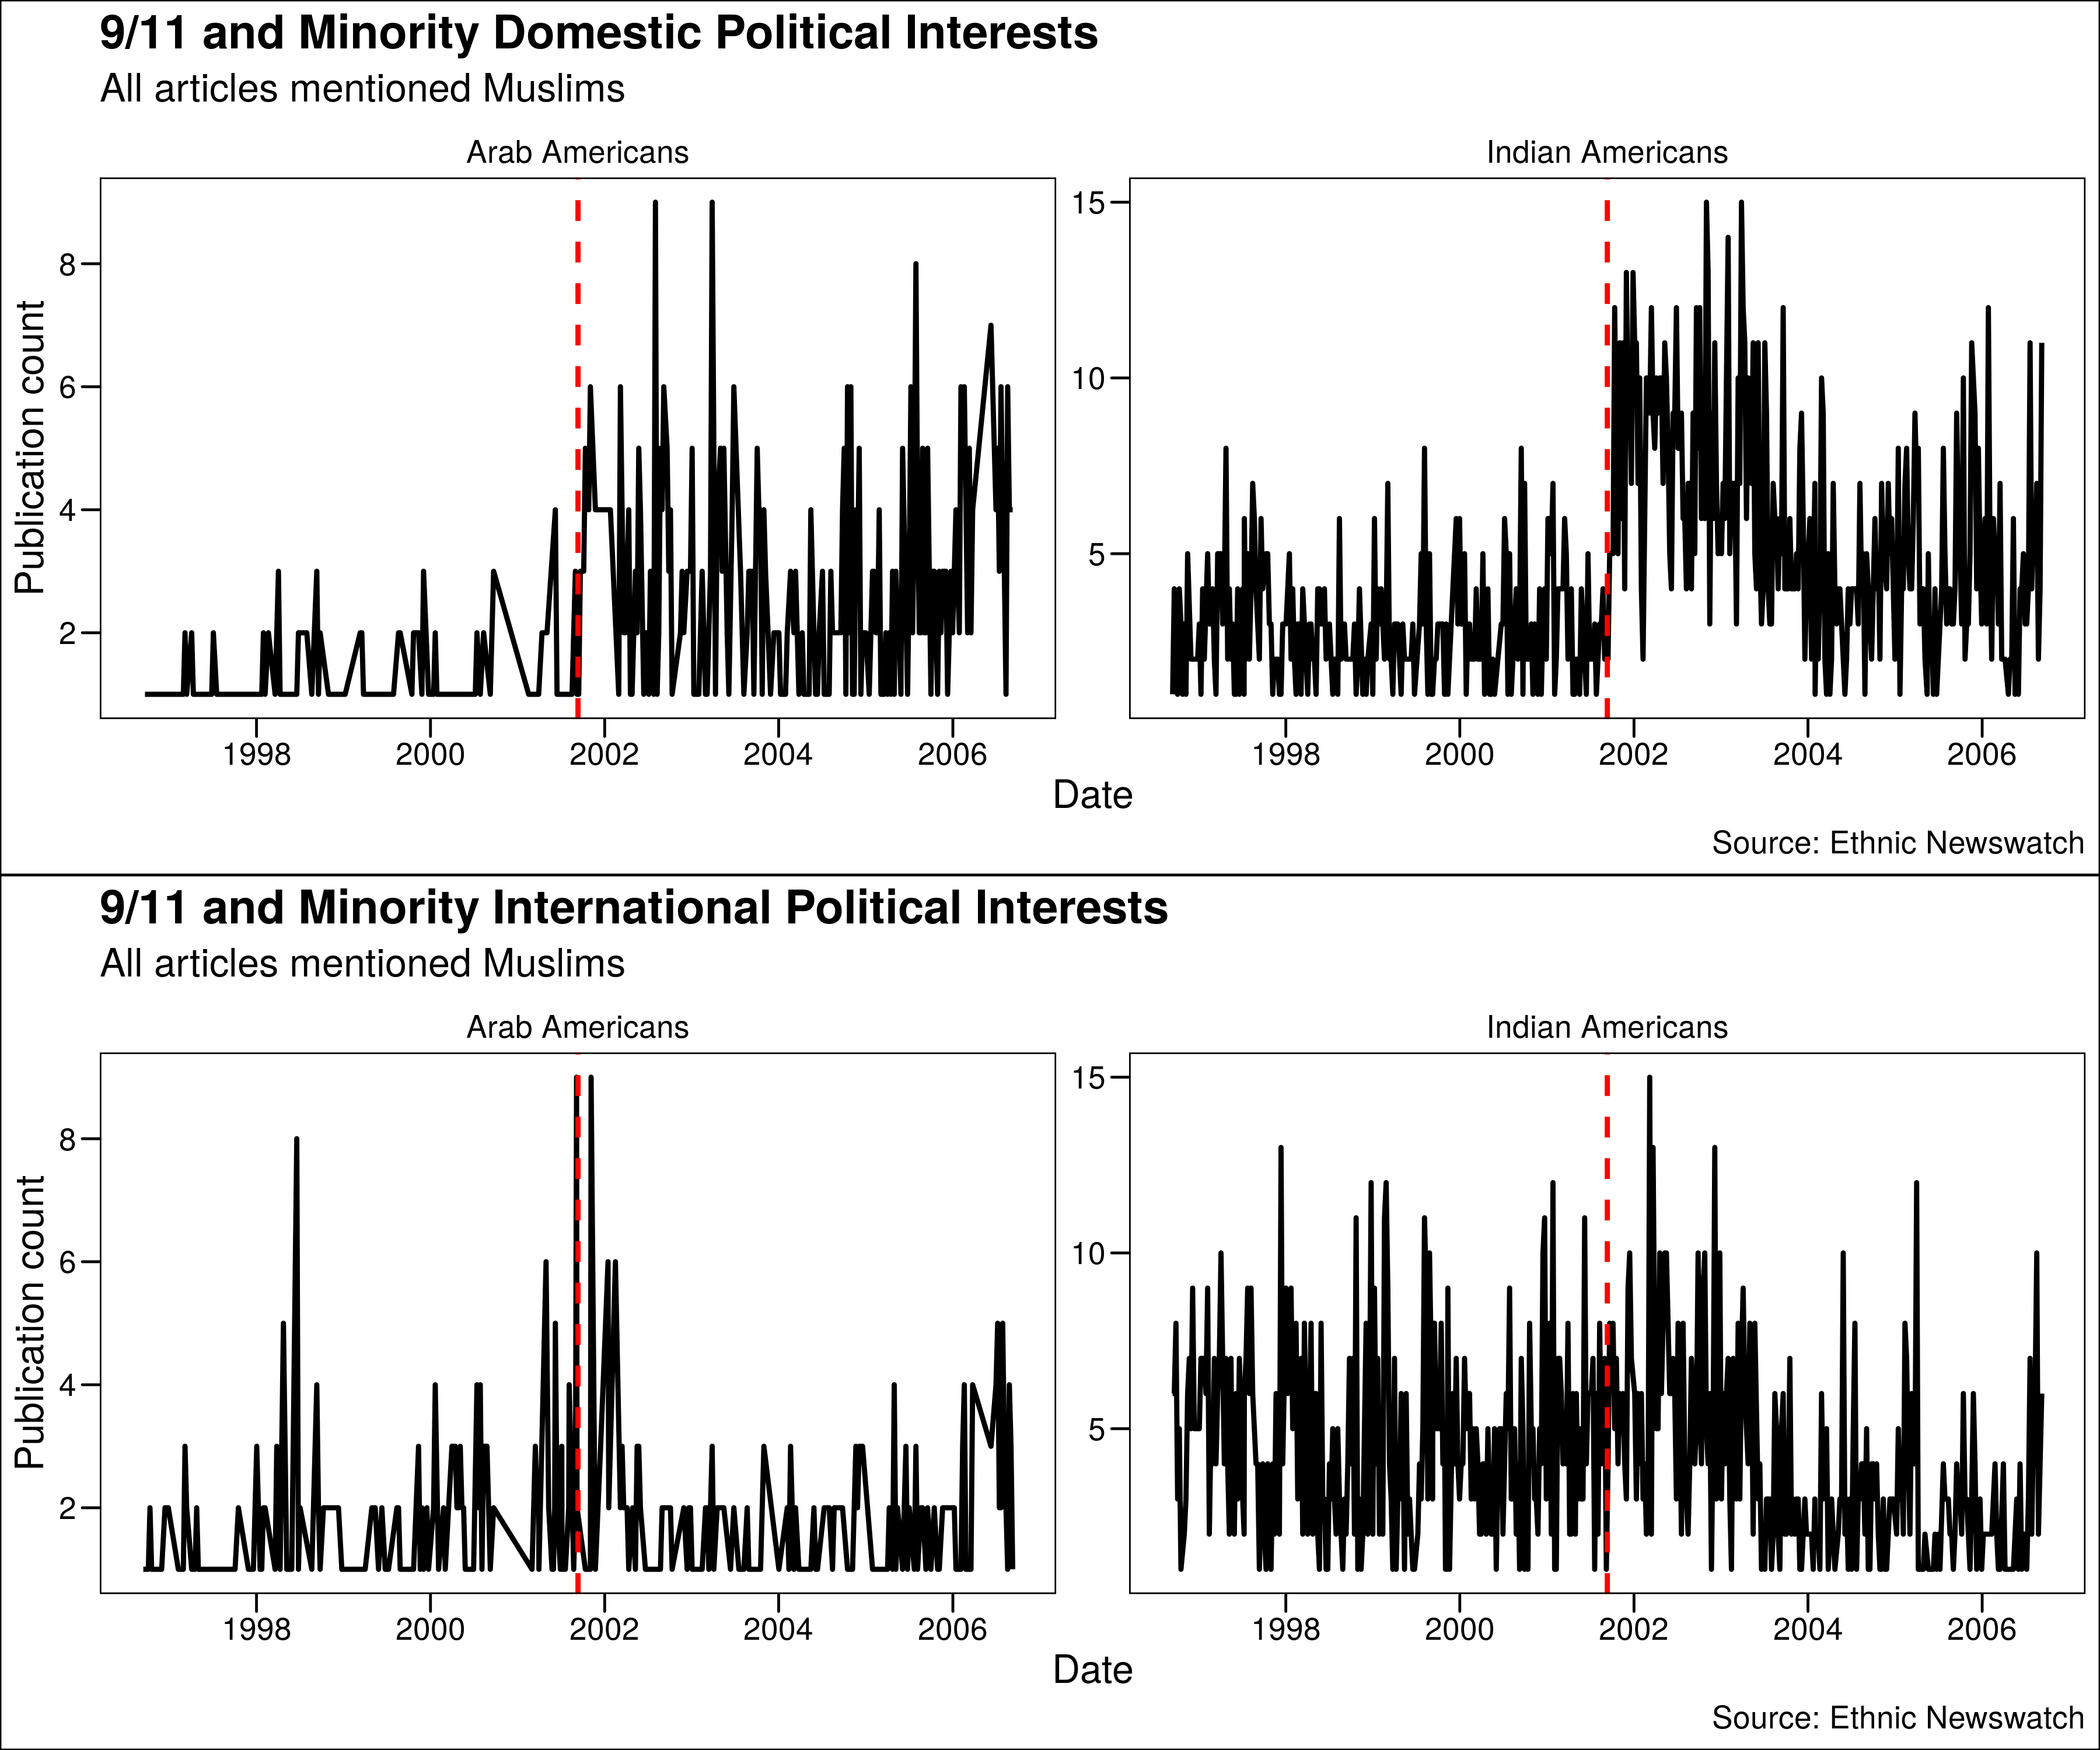 9/11 and Minority Domestic Political Interests
All articles mentioned Muslims
Arab Americans
Indian Americans
Publication count
8
6
4
2
15
10
5
1998 2000 2002 2004 2006
1998 2000 2002 2004 2006
Date
Source: Ethnic Newswatch
9/11 and Minority International Political Interests
All articles mentioned Muslims
Arab Americans
Indian Americans
Publication count
8
6
4
2
15
10
5
1998 2000 2002 2004 2006
1998 2000 2002 2004 2006
Date
Source: Ethnic Newswatch